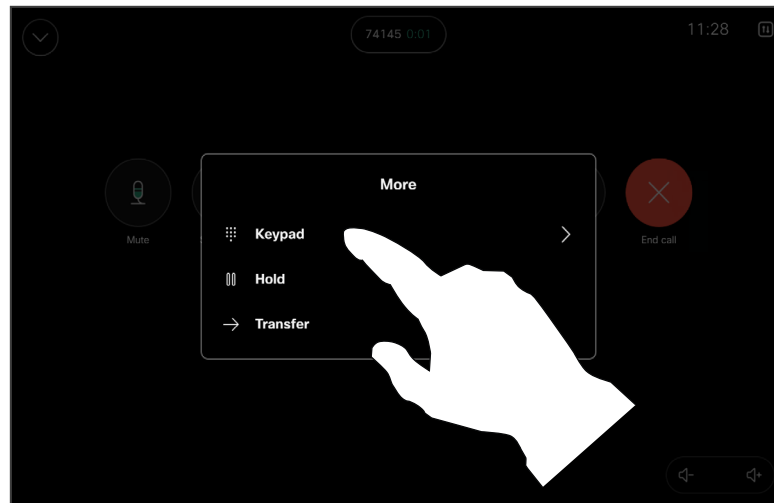 74145 0:01
11:28
More
Keypad
Hold
Transfer
Mute
End call